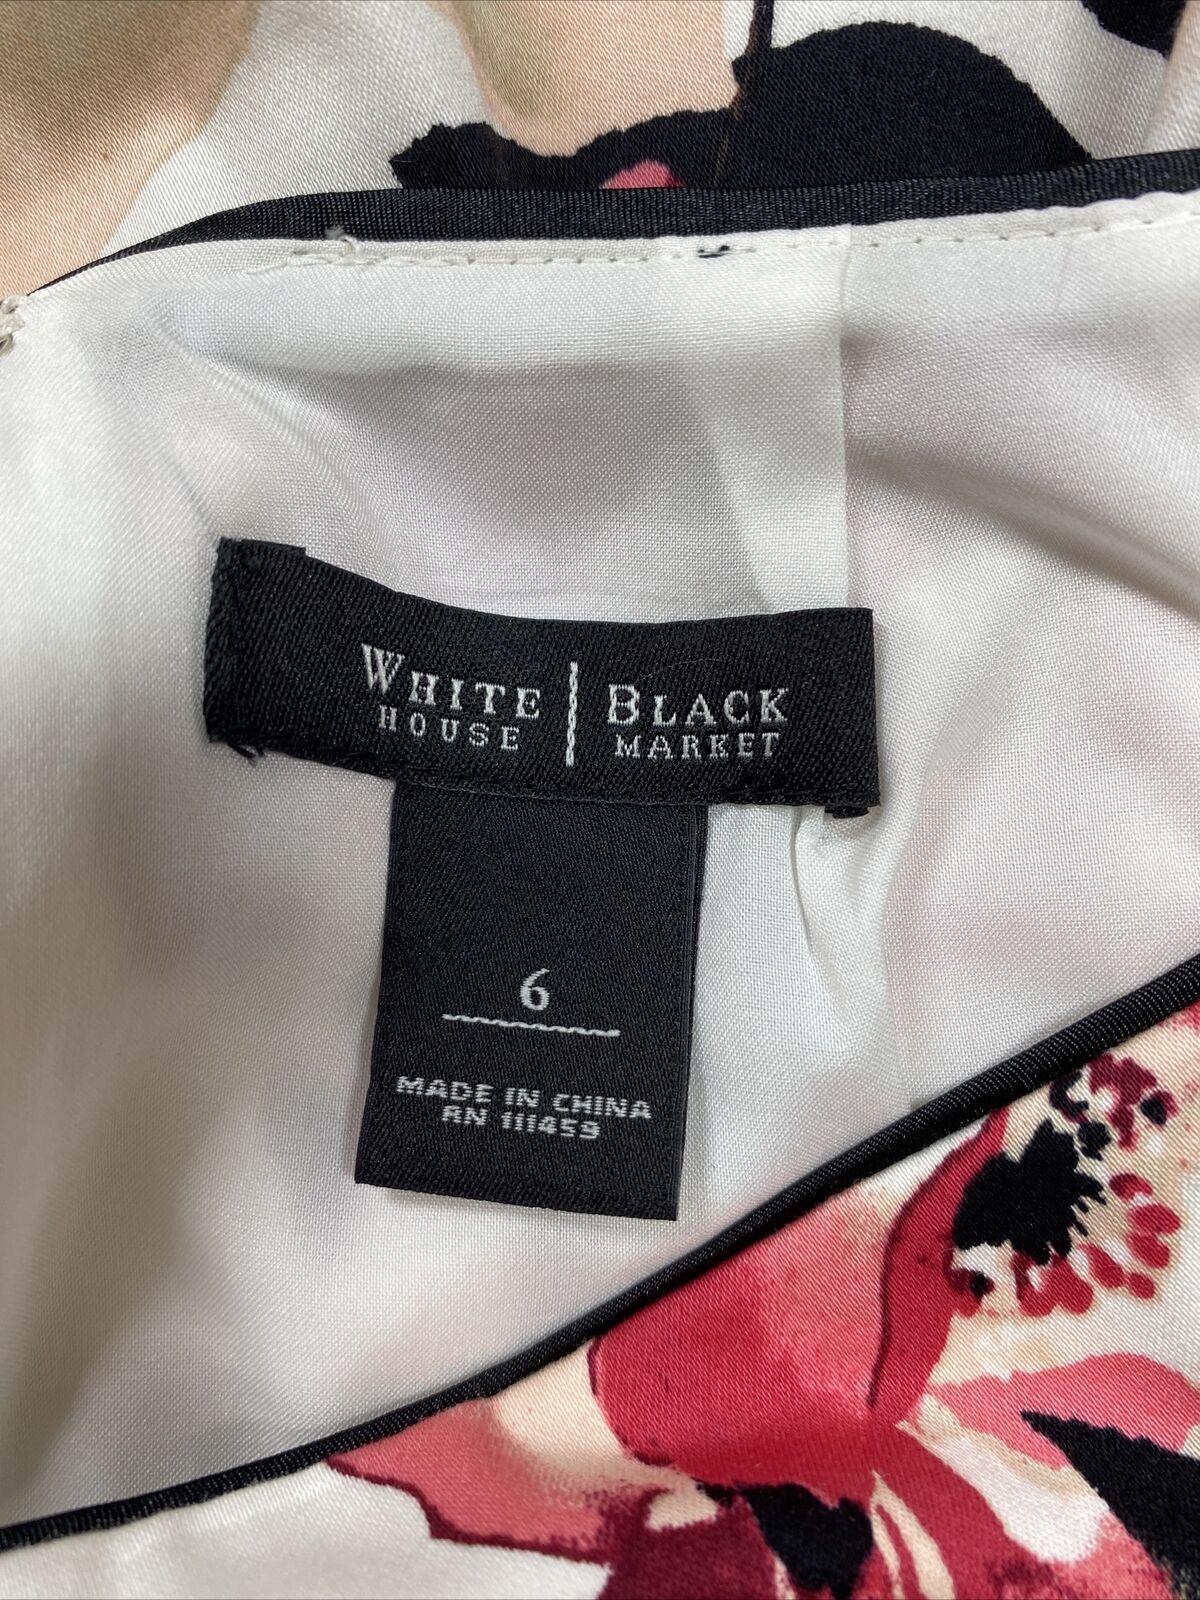 WHITE | BLACK
HOUSE | MARKET
6
MADE IN CHINA
RN 111459